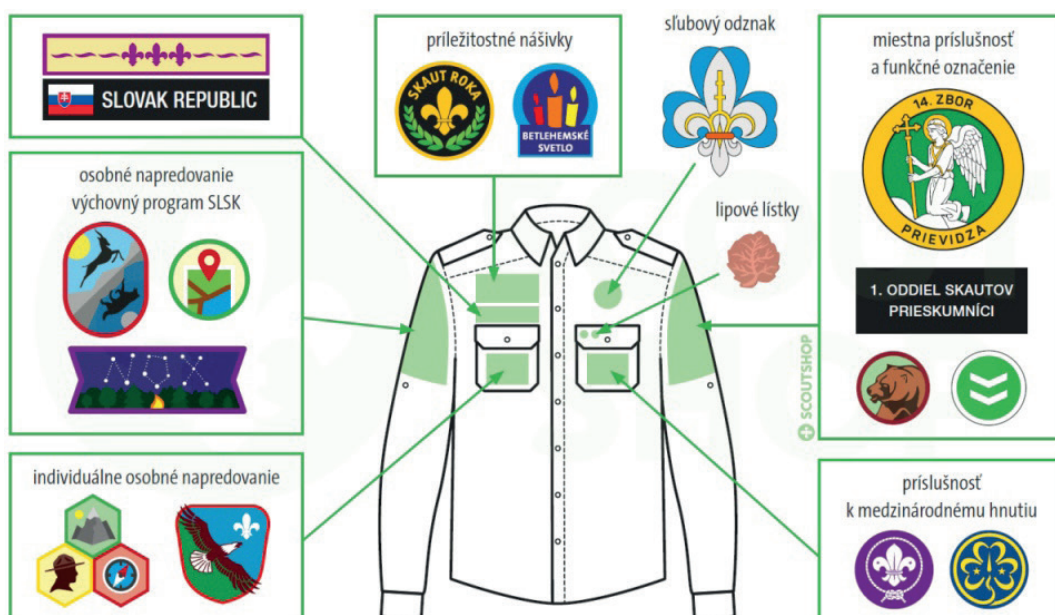 SLOVAK REPUBLIC
príležitostné nášivky
SKAUT ROKA
BETLEHEMSKÉ
SVETLO
sľubový odznak
lipové lístky
miestna príslušnosť
a funkčné označenie
14. ZBOR
PRIEVIDZA
1. ODDIEL SKAUTOV
PRIESKUMNÍCI
osobné napredovanie
výchovný program SLSK
SCOUTSHOP
individuálne osobné napredovanie
príslušnosť
k medzinárodnému hnutiu